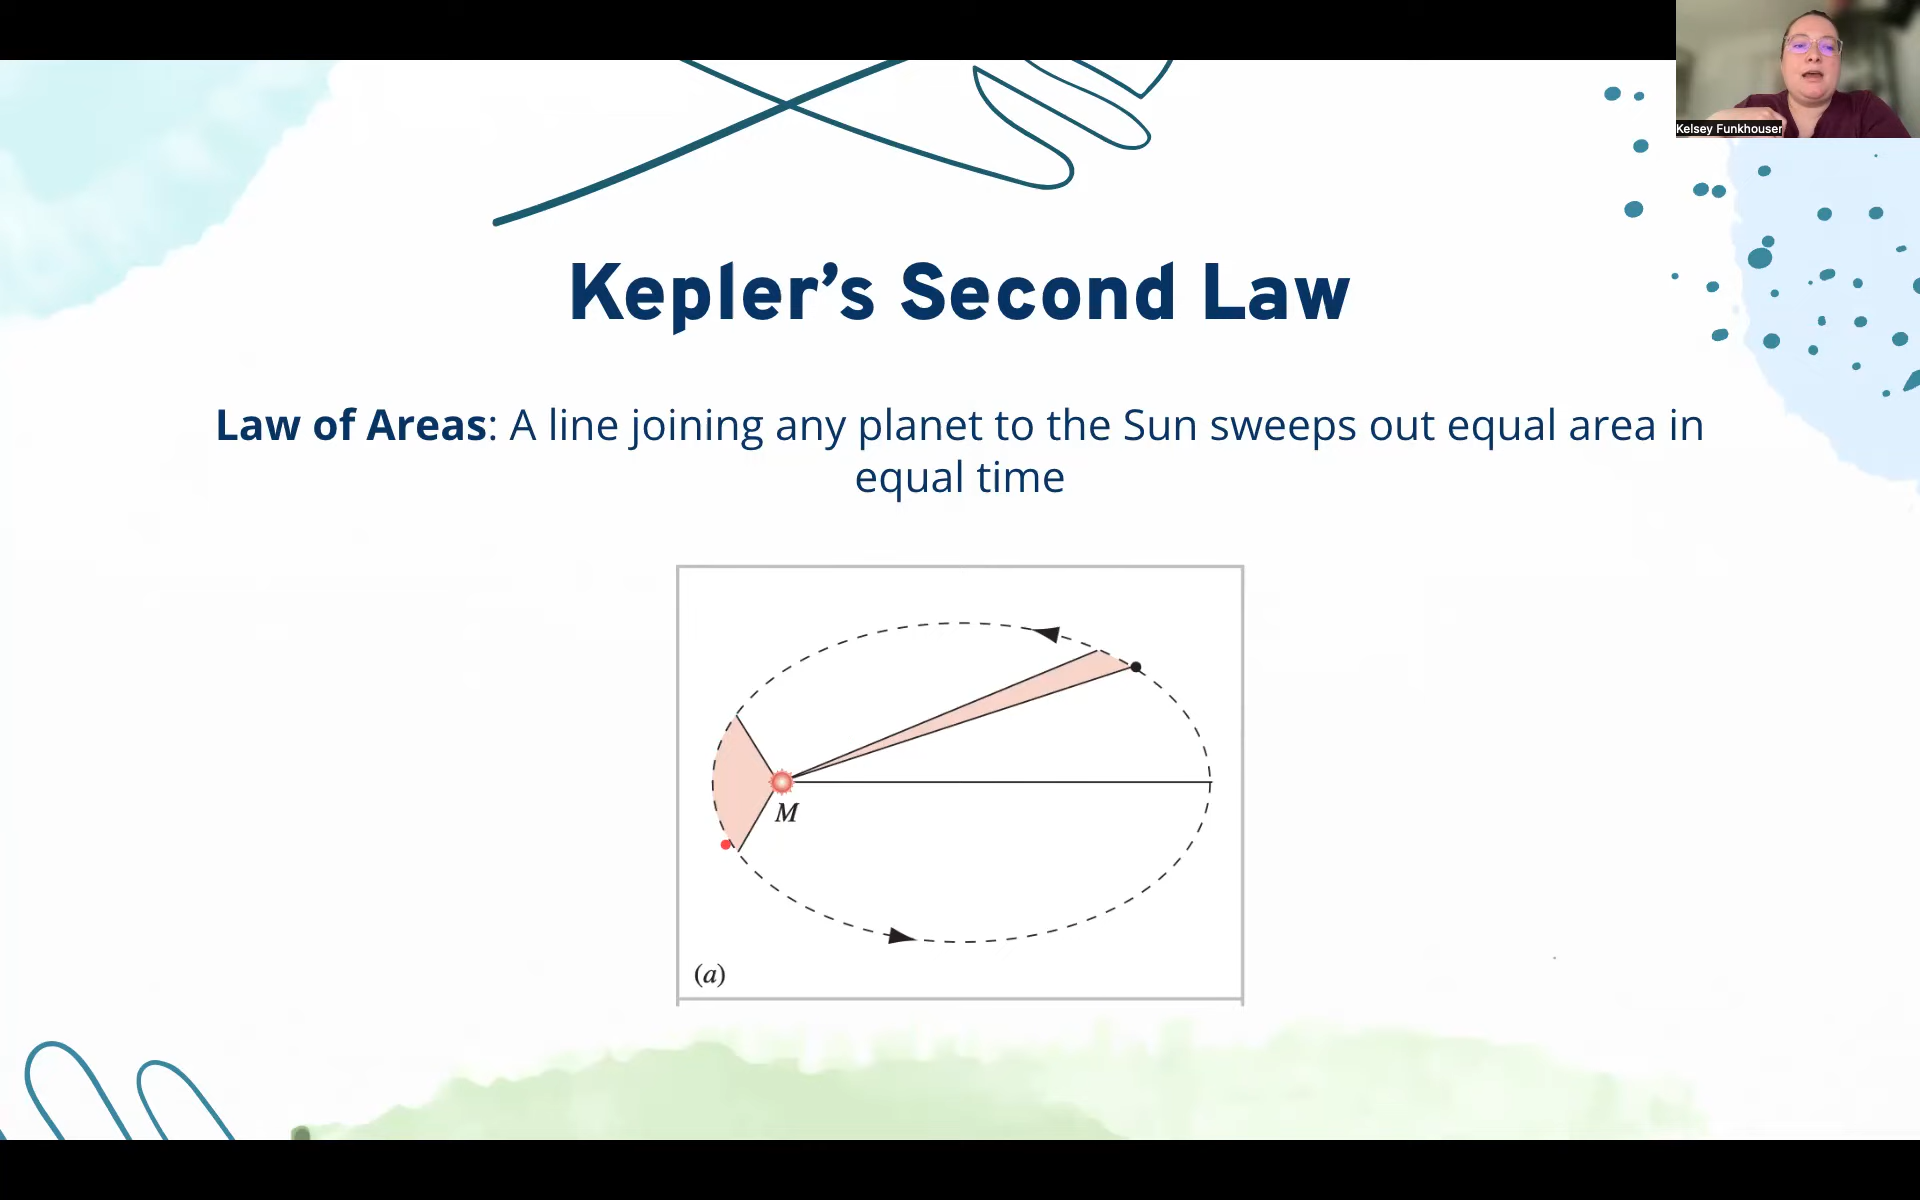 Kelsey Funkhouser
Kepler’s Second Law
Law of Areas: A line joining any planet to the Sun sweeps out equal area in
equal time
M
(a)